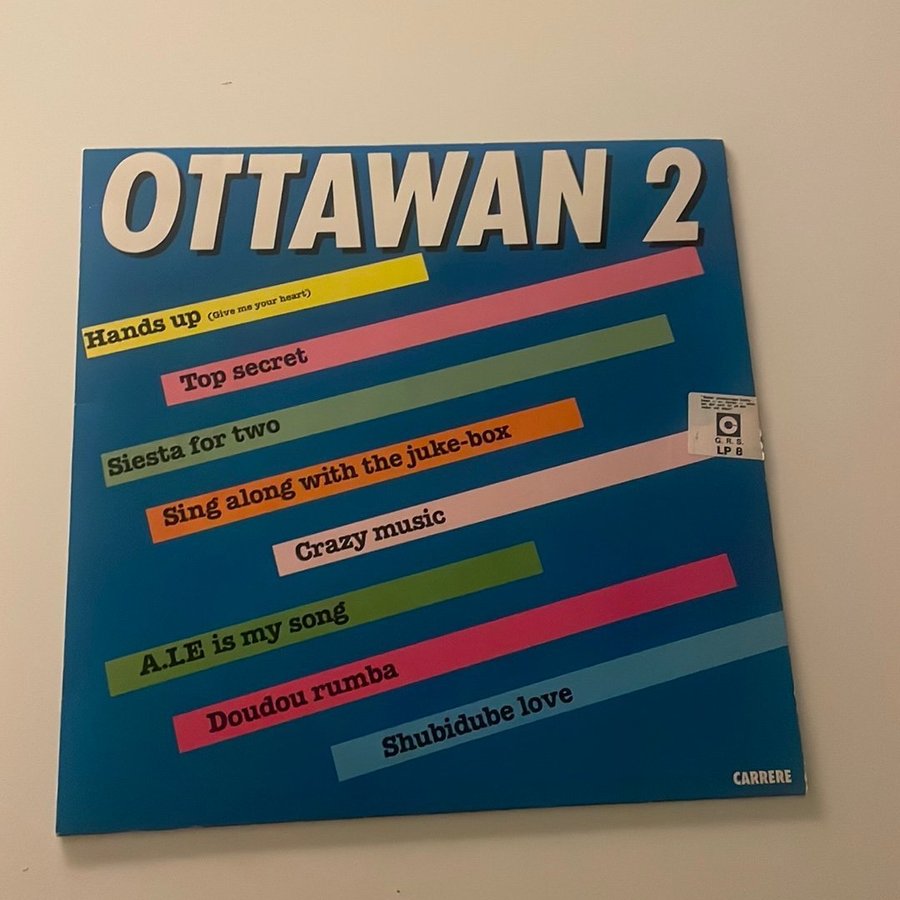 OTTAWAN 2
Hands up (Give me your heart)
Top secret
Siesta for two
Sing along with the juke-box
Crazy music
A.I.E is my song
Doudou rumba
Shubidube love
G. R. S.
LP 8
CARRERE